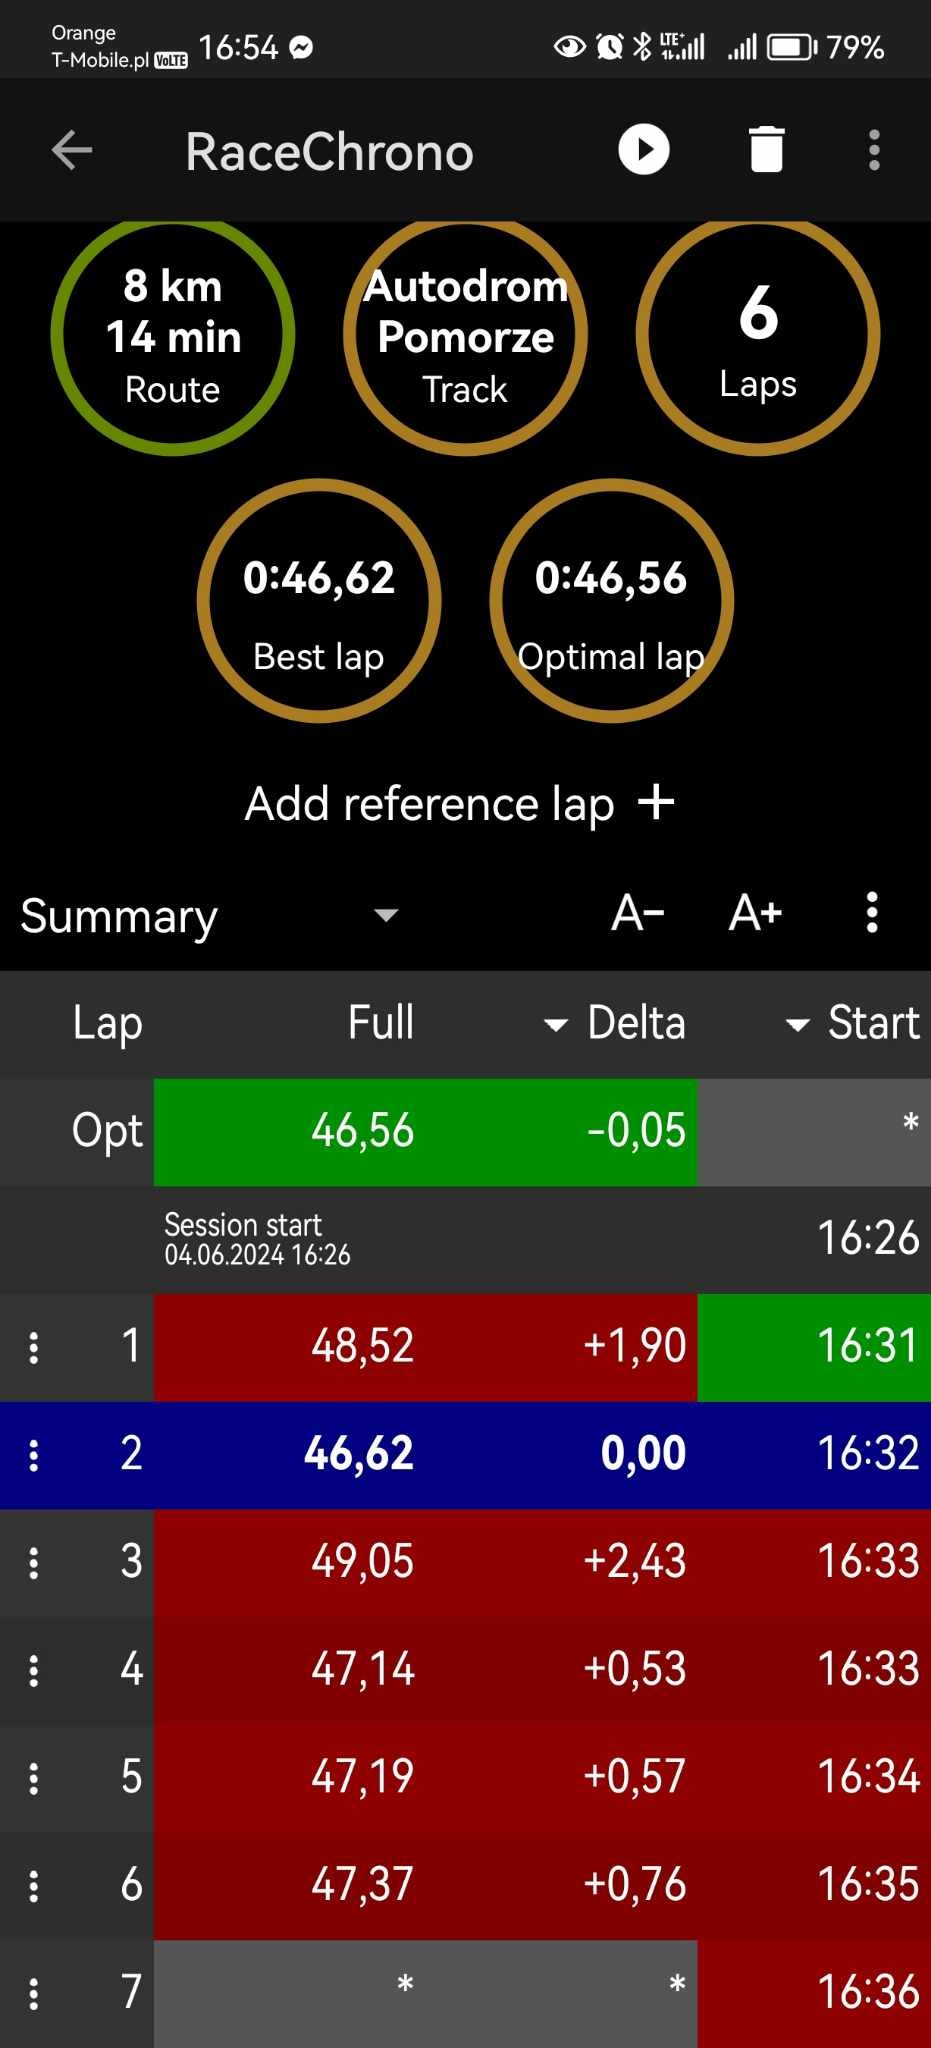 Orange
T-Mobile.pl VoLTE 16:54 LTE+ 79%
RaceChrono
8 km
14 min
Route
Autodrom
Pomorze
Track
6
Laps
0:46,62
Best lap
0:46,56
Optimal lap
Add reference lap +
Summary A- A+
Lap Full Delta Start
Opt 46,56 -0,05 *
Session start
04.06.2024 16:26
16:26
1 48,52 +1,90 16:31
2 46,62 0,00 16:32
3 49,05 +2,43 16:33
4 47,14 +0,53 16:33
5 47,19 +0,57 16:34
6 47,37 +0,76 16:35
7 * * 16:36